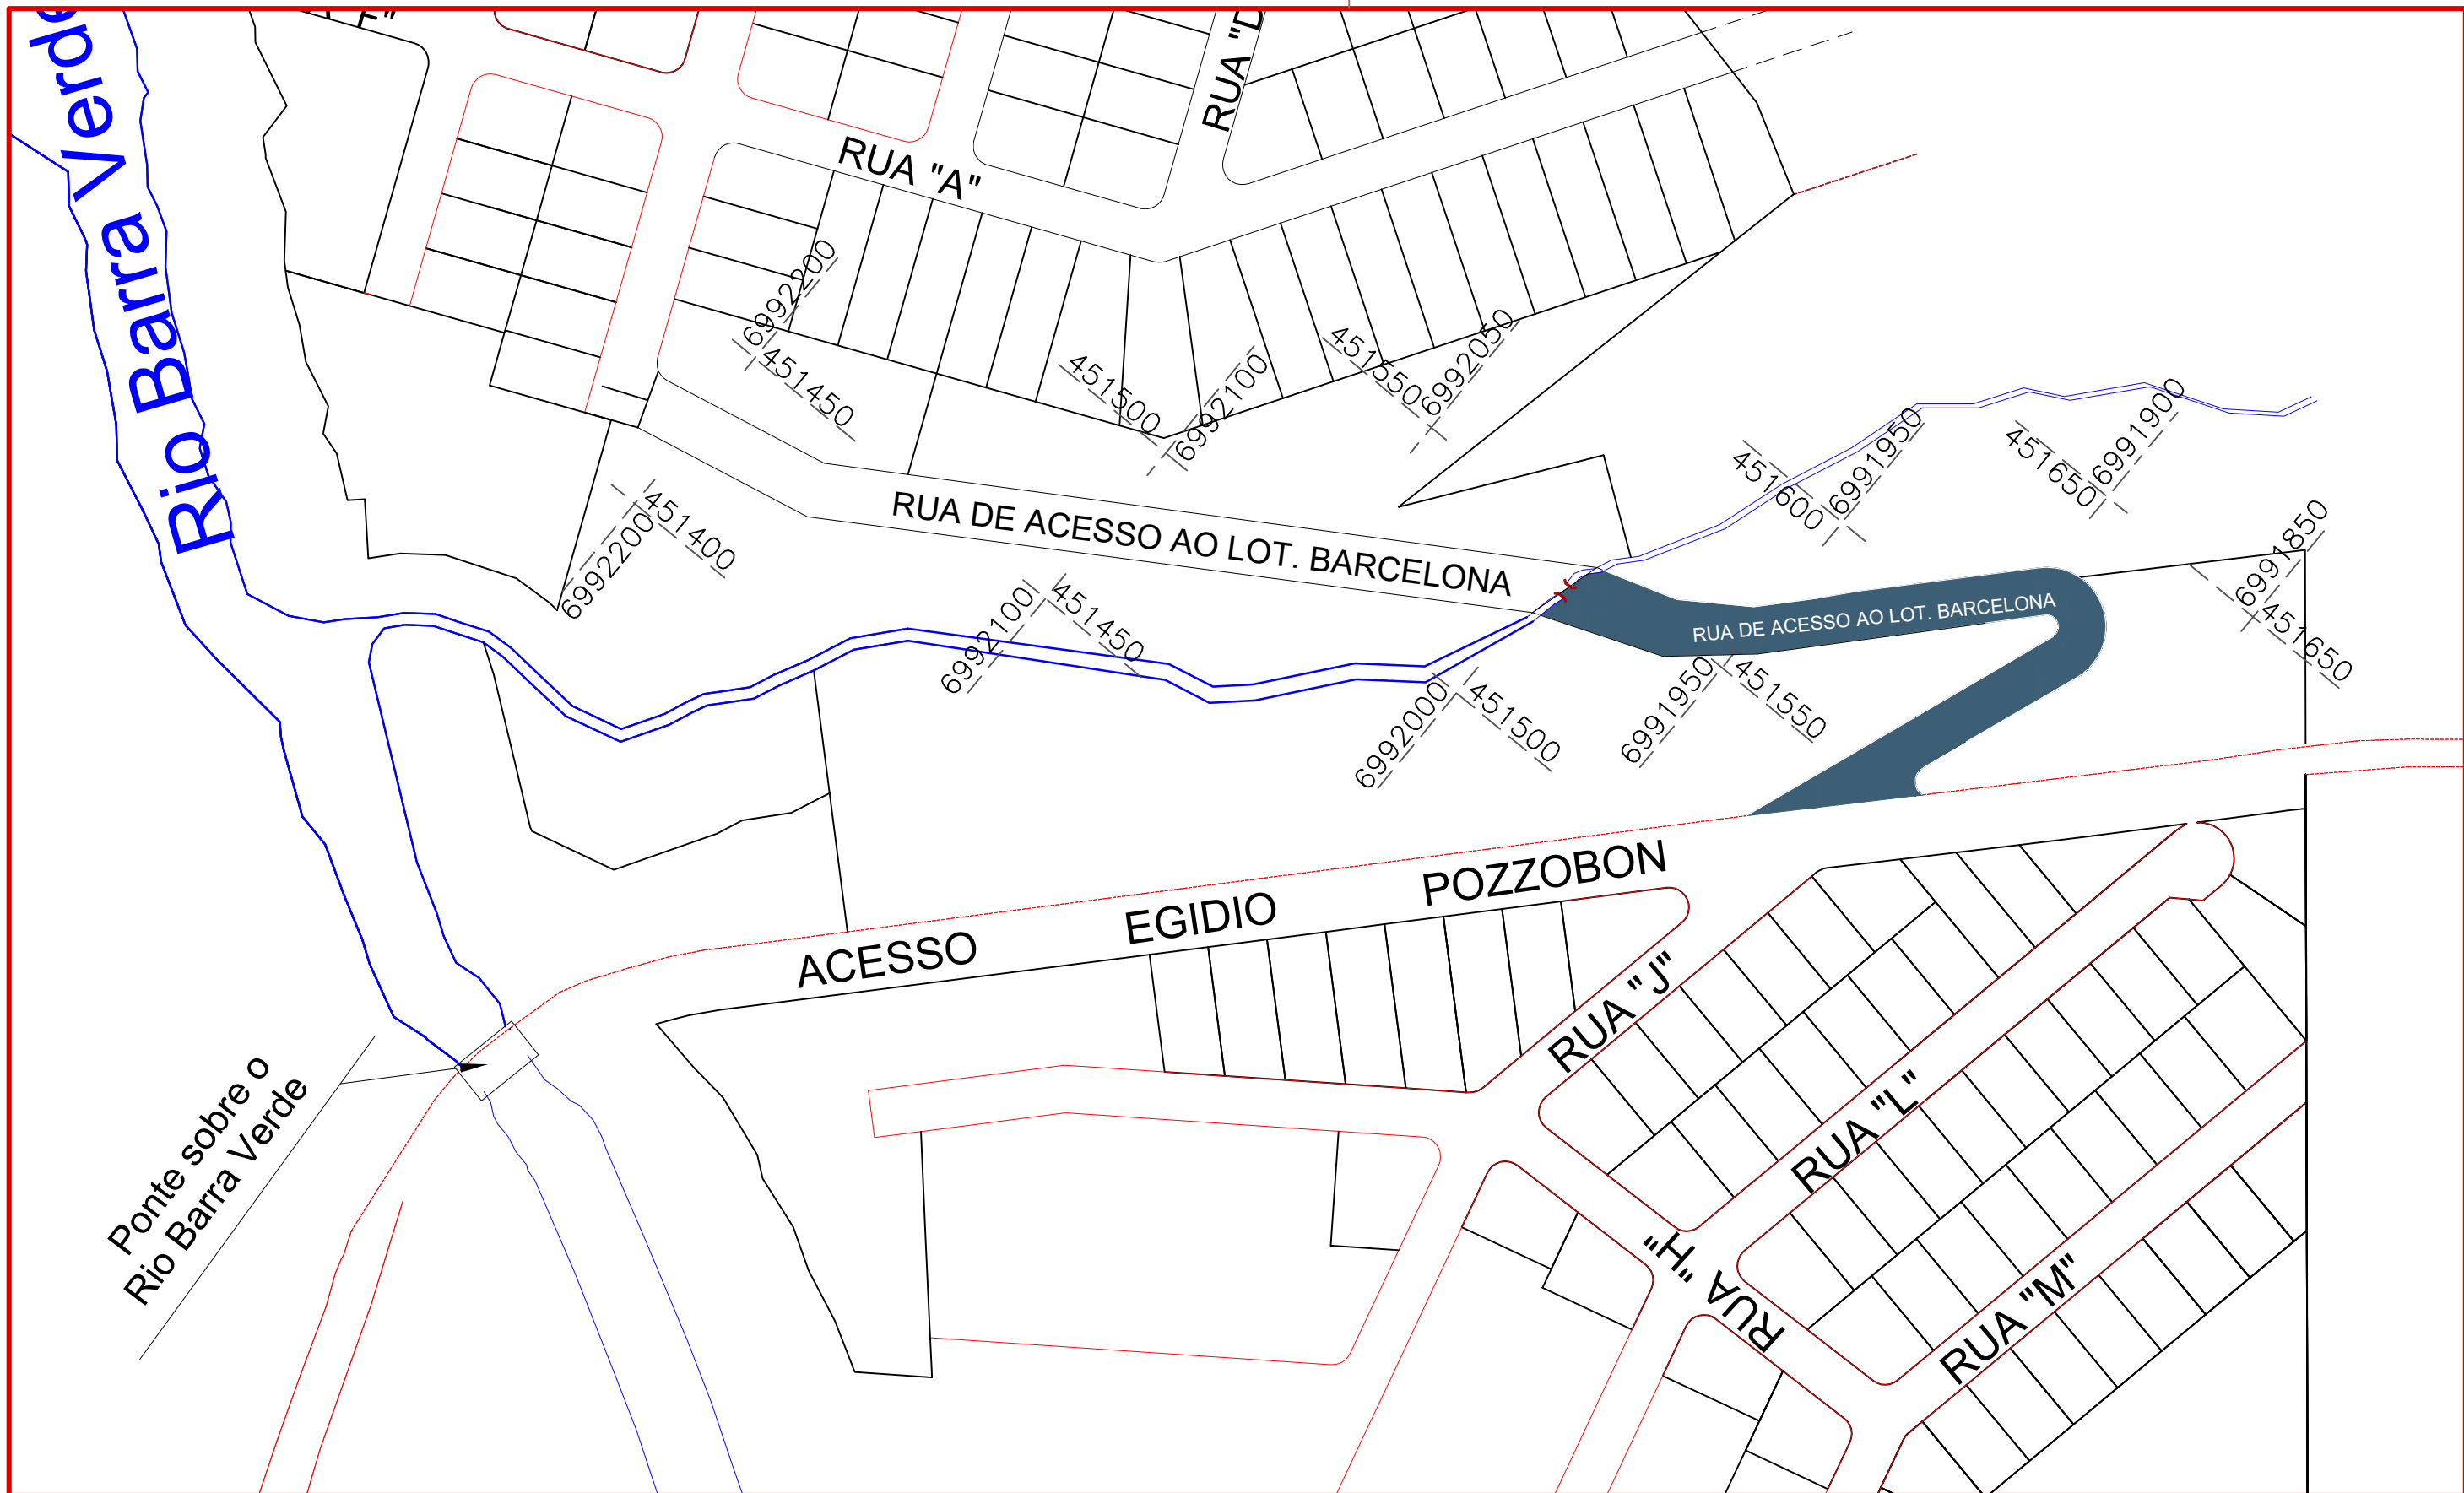 Rio Barra Verde
RUA "A"
RUA "D
6992200
451450
451500
6992100
451550
6992050
451600
6991950
451650
6991900
6992200
451400
RUA DE ACESSO AO LOT. BARCELONA
6992100
451450
RUA DE ACESSO AO LOT. BARCELONA
6991850
451650
6992000
451500
6991950
451550
ACESSO EGIDIO POZZOBON
RUA "J"
RUA "L"
RUA "H"
RUA "M"
Ponte sobre o
Rio Barra Verde